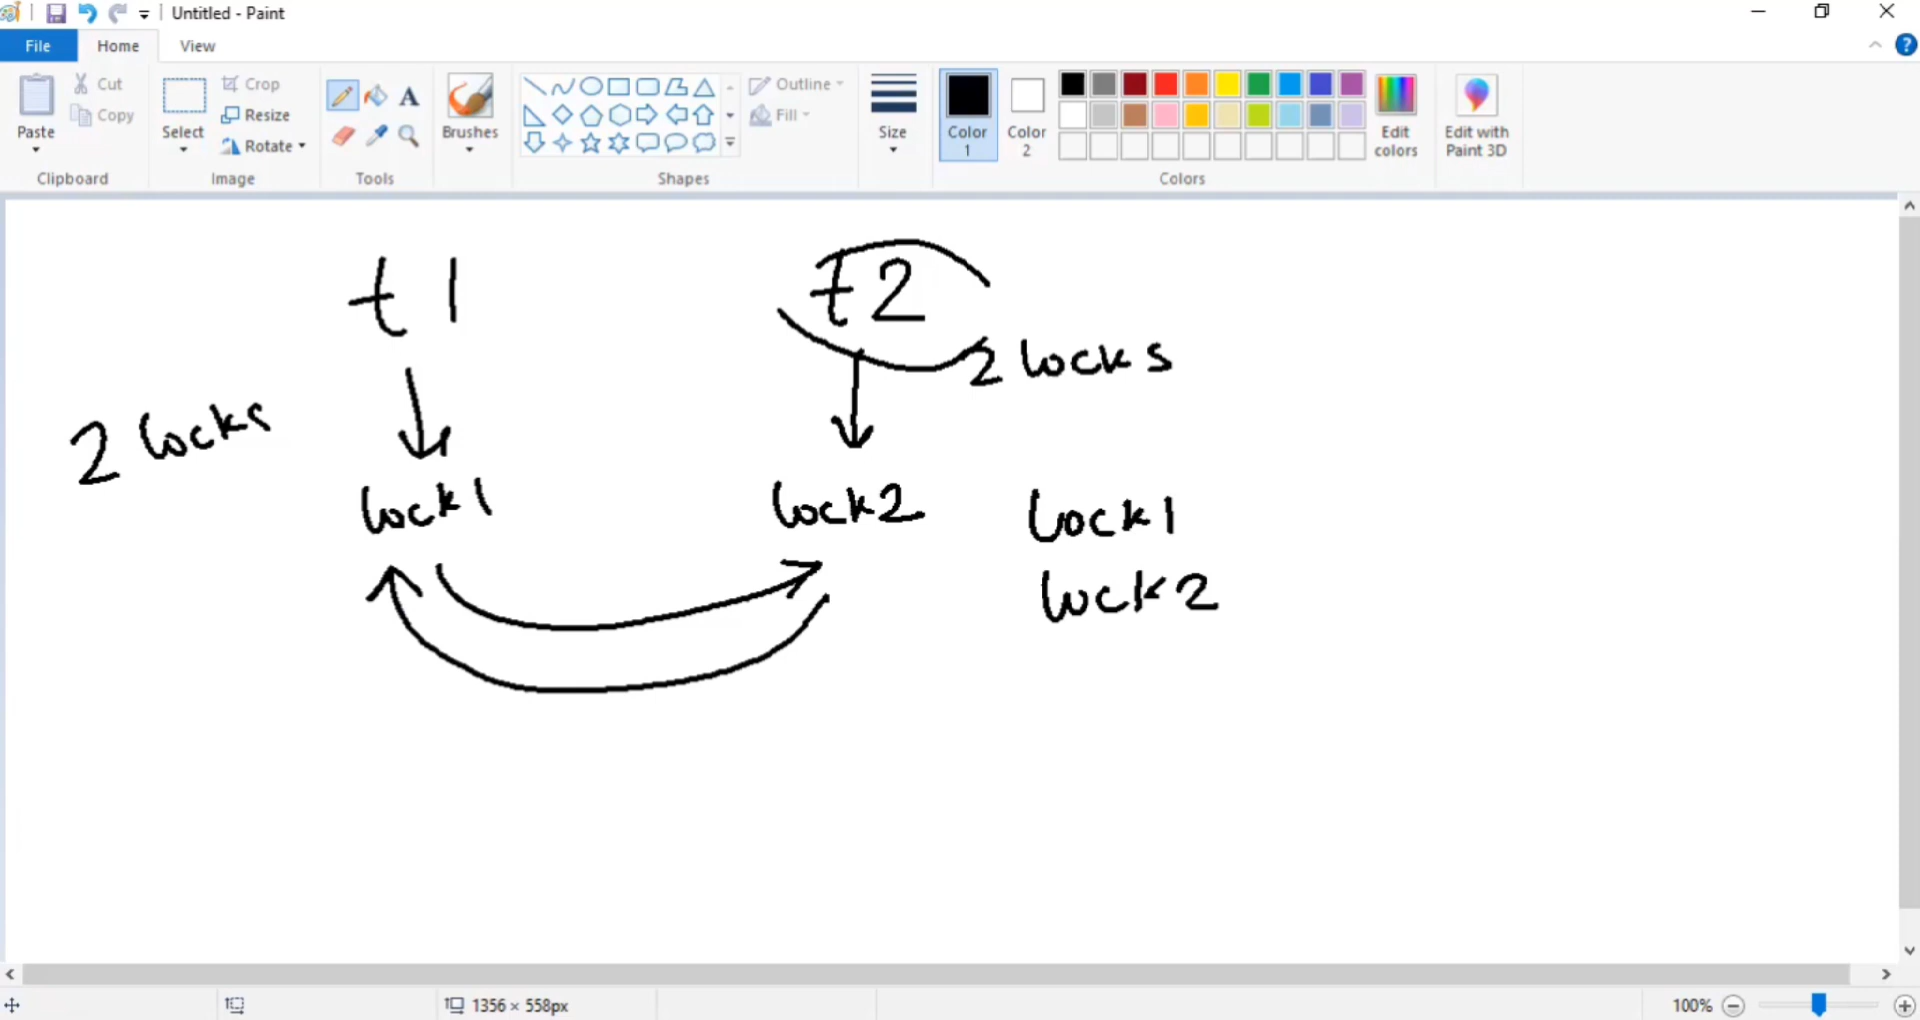 Untitled - Paint
File Home View
Paste
Cut
Copy
Clipboard
Select
Crop
Resize
Rotate
Image
Tools
Brushes
Shapes
Outline
Fill
Size
Color 1
Color 2
Edit colors
Colors
Edit with Paint 3D
t1
t2
2 locks
2 locks
lock1
lock2
lock1
lock2
1356 × 558px
100%